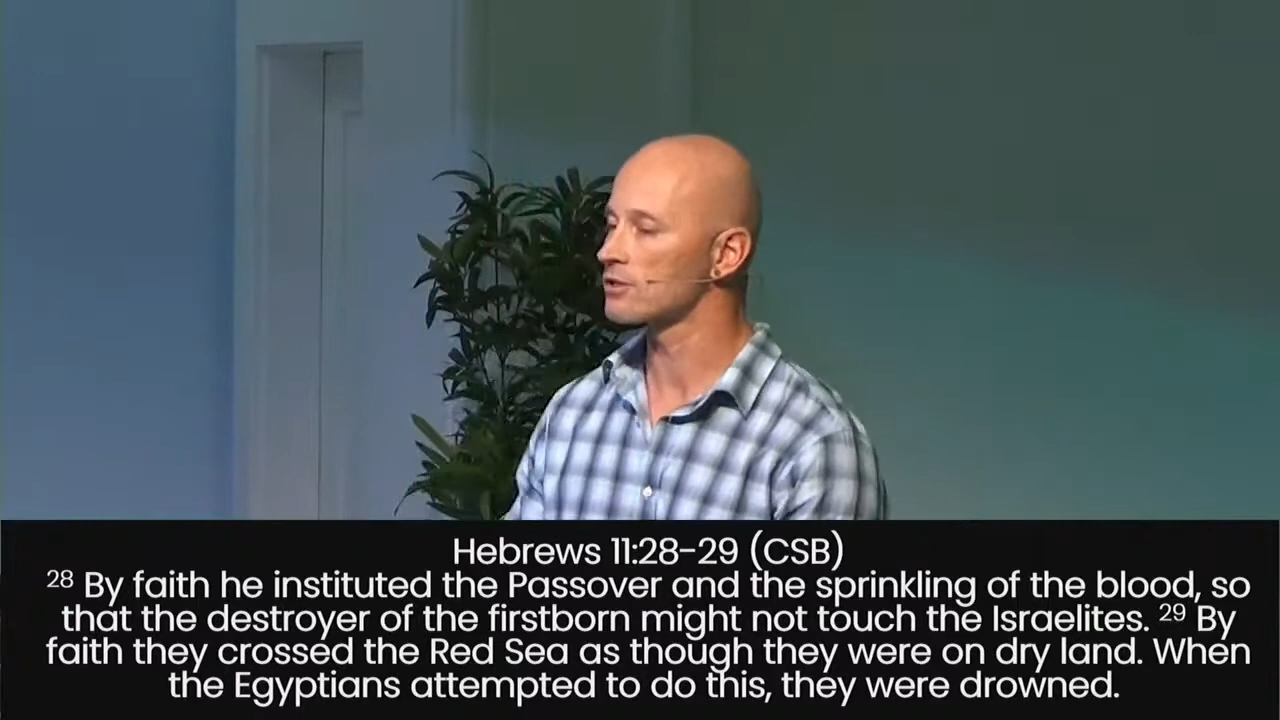 Hebrews 11:28-29 (CSB)
28 By faith he instituted the Passover and the sprinkling of the blood, so
that the destroyer of the firstborn might not touch the Israelites. 29 By
faith they crossed the Red Sea as though they were on dry land. When
the Egyptians attempted to do this, they were drowned.